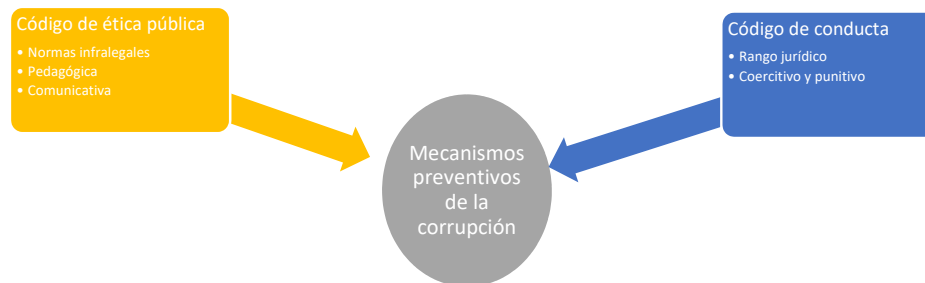 Código de ética pública
• Normas infralegales
• Pedagógica
• Comunicativa
Código de conducta
• Rango jurídico
• Coercitivo y punitivo
Mecanismos
preventivos
de la
corrupción